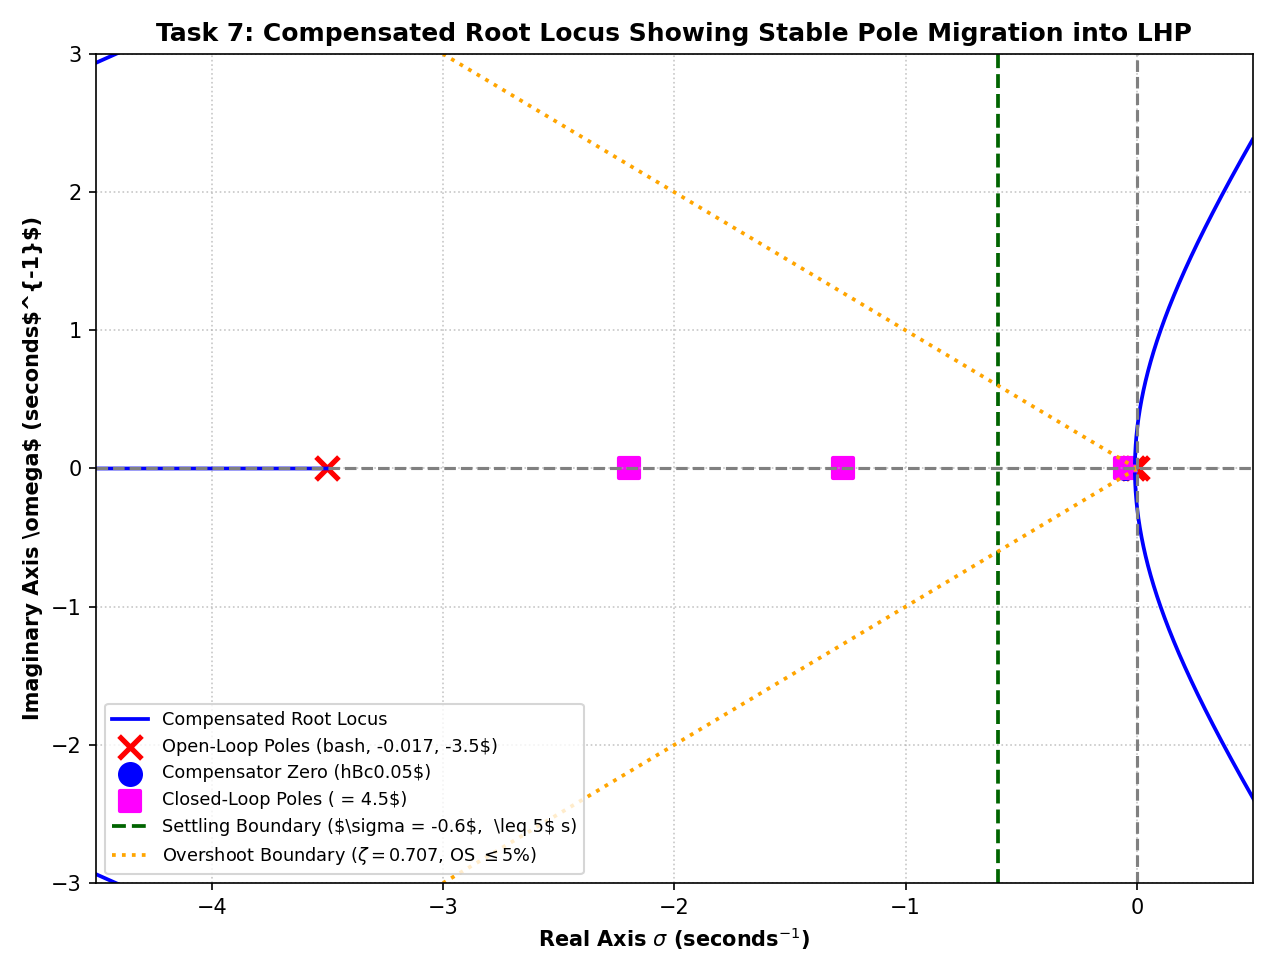 Task 7: Compensated Root Locus Showing Stable Pole Migration into LHP
Imaginary Axis \omega$ (seconds$^{-1}$)
3
2
1
0
−1
−2
−3
Compensated Root Locus
Open-Loop Poles (bash, -0.017, -3.5$)
Compensator Zero (hBc0.05$)
Closed-Loop Poles ( = 4.5$)
Settling Boundary ($\sigma = -0.6$,  \leq 5$ s)
Overshoot Boundary (ζ = 0.707, OS ≤5%)
−4
−3
−2
−1
0
Real Axis σ (seconds⁻¹)